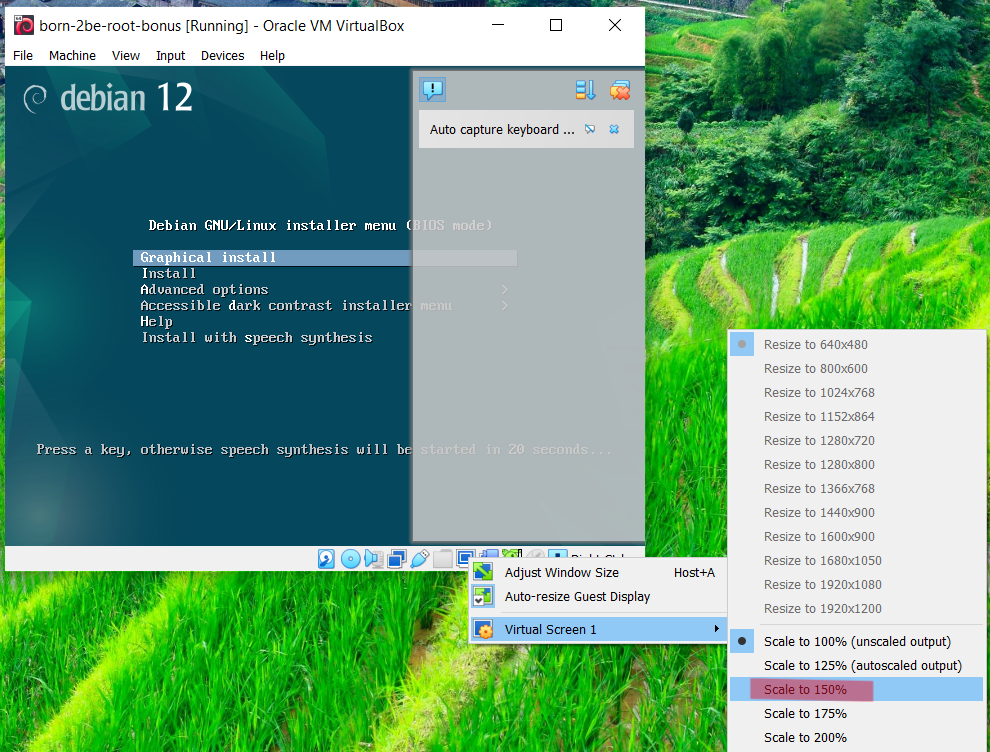 born-2be-root-bonus [Running] - Oracle VM VirtualBox
File Machine View Input Devices Help
debian 12
Auto capture keyboard ...
Debian GNU/Linux installer menu (BIOS mode)
Graphical install
Install
Advanced options
Accessible dark contrast installer menu
Help
Install with speech synthesis
Press a key, otherwise speech synthesis will be started in 20 seconds...
Adjust Window Size Host+A
Auto-resize Guest Display
Virtual Screen 1
Resize to 640x480
Resize to 800x600
Resize to 1024x768
Resize to 1152x864
Resize to 1280x720
Resize to 1280x800
Resize to 1366x768
Resize to 1440x900
Resize to 1600x900
Resize to 1680x1050
Resize to 1920x1080
Resize to 1920x1200
Scale to 100% (unscaled output)
Scale to 125% (autoscaled output)
Scale to 150%
Scale to 175%
Scale to 200%